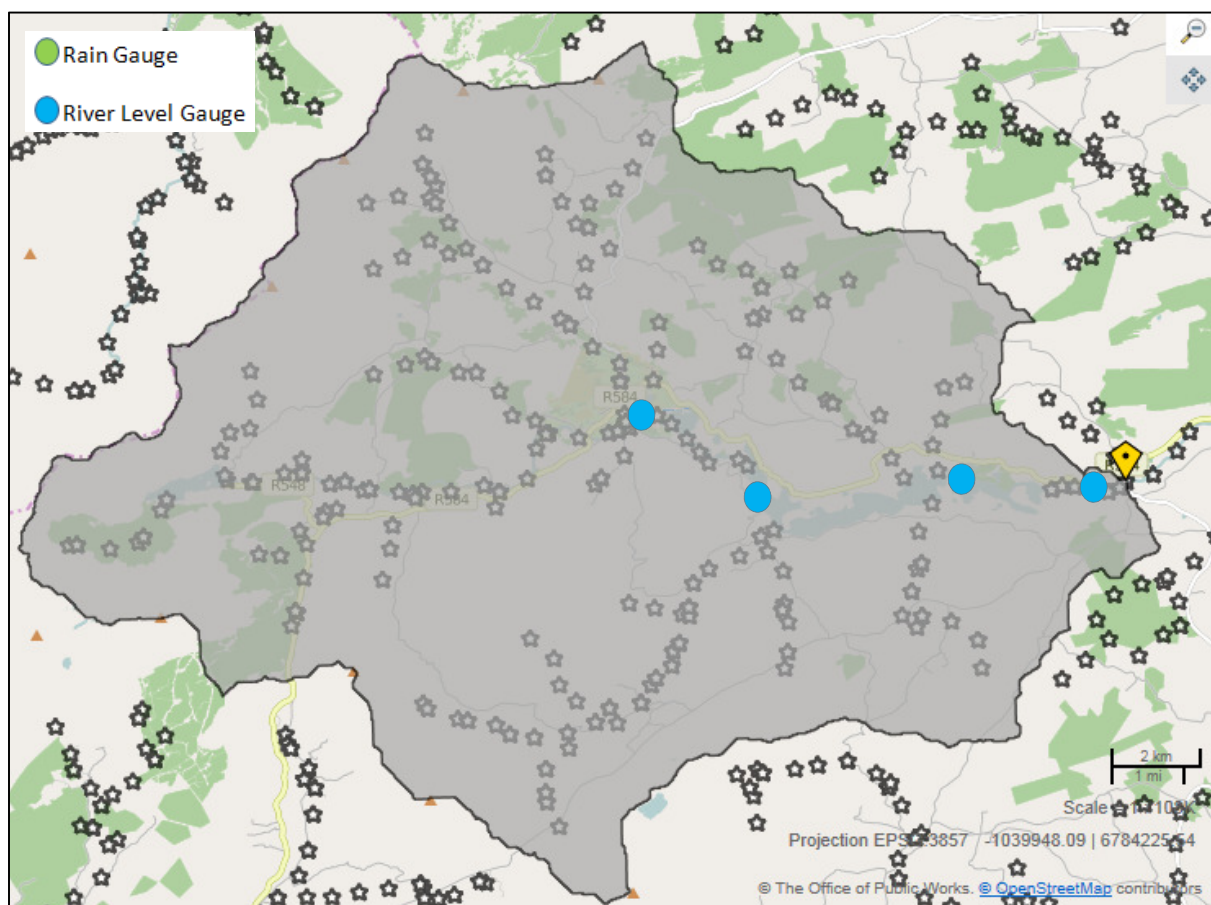 Rain Gauge
River Level Gauge
R584
R548
R584
2 km
1 mi
Scale
Projection EPSG:3857 -1039948.09 | 6784225.54
© The Office of Public Works. © OpenStreetMap contributors